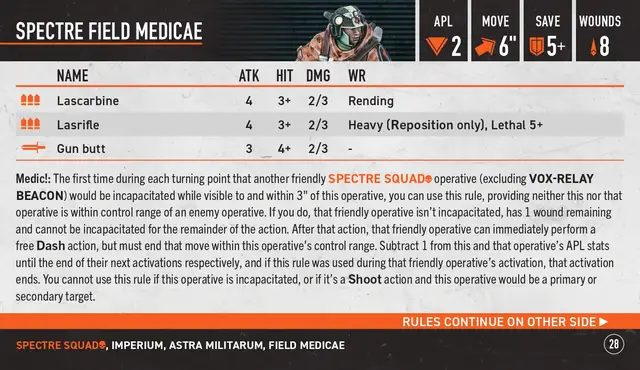 SPECTRE FIELD MEDICAE
APL MOVE SAVE WOUNDS
2 6" 5+ 8
NAME ATK HIT DMG WR
Lascarbine 4 3+ 2/3 Rending
Lasrifle 4 3+ 2/3 Heavy (Reposition only), Lethal 5+
Gun butt 3 4+ 2/3 -
Medic!: The first time during each turning point that another friendly SPECTRE SQUAD operative (excluding VOX-RELAY
BEACON) would be incapacitated while visible to and within 3" of this operative, you can use this rule, providing neither this nor that
operative is within control range of an enemy operative. If you do, that friendly operative isn't incapacitated, has 1 wound remaining
and cannot be incapacitated for the remainder of the action. After that action, that friendly operative can immediately perform a
free Dash action, but must end that move within this operative's control range. Subtract 1 from this and that operative's APL stats
until the end of their next activations respectively, and if this rule was used during that friendly operative's activation, that activation
ends. You cannot use this rule if this operative is incapacitated, or if it's a Shoot action and this operative would be a primary or
secondary target.
RULES CONTINUE ON OTHER SIDE ▶
SPECTRE SQUAD, IMPERIUM, ASTRA MILITARUM, FIELD MEDICAE 28